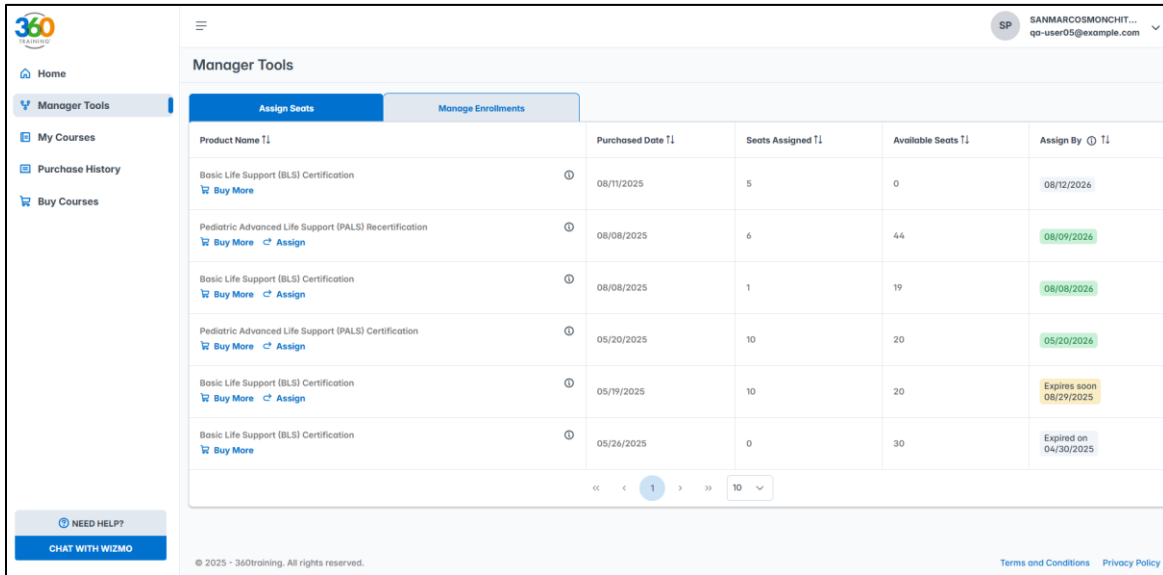 360
TRAINING
SP
SANMARCOSMONCHIT...
qa-user05@example.com
Home
Manager Tools
My Courses
Purchase History
Buy Courses
Manager Tools
Assign Seats
Manage Enrollments
Product Name
Purchased Date
Seats Assigned
Available Seats
Assign By
Basic Life Support (BLS) Certification
Buy More
08/11/2025
5
0
08/12/2026
Pediatric Advanced Life Support (PALS) Recertification
Buy More Assign
08/08/2025
6
44
08/09/2026
Basic Life Support (BLS) Certification
Buy More Assign
08/08/2025
1
19
08/08/2026
Pediatric Advanced Life Support (PALS) Certification
Buy More Assign
05/20/2025
10
20
05/20/2026
Basic Life Support (BLS) Certification
Buy More Assign
05/19/2025
10
20
Expires soon
08/29/2025
Basic Life Support (BLS) Certification
Buy More
05/26/2025
0
30
Expired on
04/30/2025
« ‹ 1 › » 10
NEED HELP?
CHAT WITH WIZMO
© 2025 - 360training. All rights reserved.
Terms and Conditions Privacy Policy